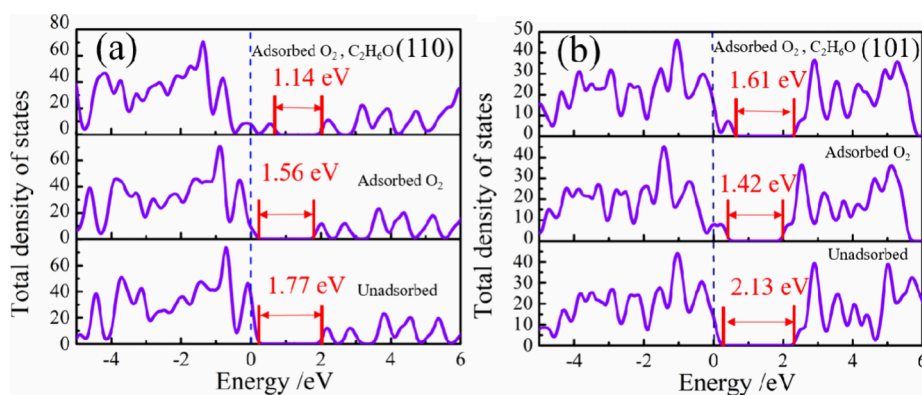 (a)
Adsorbed O₂ , C₂H₆O (110)
1.14 eV
1.56 eV
Adsorbed O₂
1.77 eV
Unadsorbed
Total density of states
80
60
40
20
0
60
40
20
0
60
40
20
0
-4 -2 0 2 4 6
Energy /eV
(b)
Adsorbed O₂ , C₂H₆O (101)
1.61 eV
Adsorbed O₂
1.42 eV
Unadsorbed
2.13 eV
Total density of states
50
40
30
20
10
0
40
30
20
10
0
40
30
20
10
0
-4 -2 0 2 4 6
Energy /eV